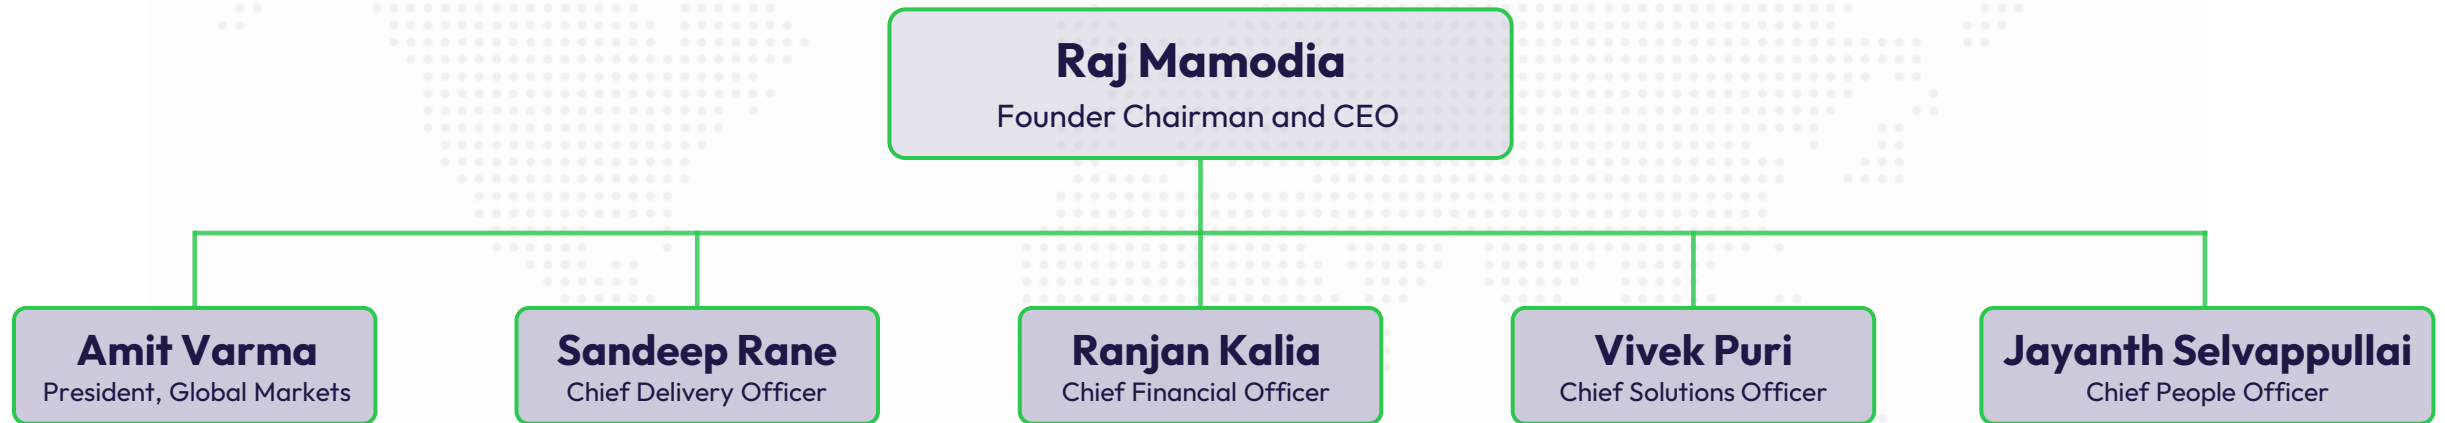 Raj Mamodia
Founder Chairman and CEO
Amit Varma
President, Global Markets
Sandeep Rane
Chief Delivery Officer
Ranjan Kalia
Chief Financial Officer
Vivek Puri
Chief Solutions Officer
Jayanth Selvappullai
Chief People Officer